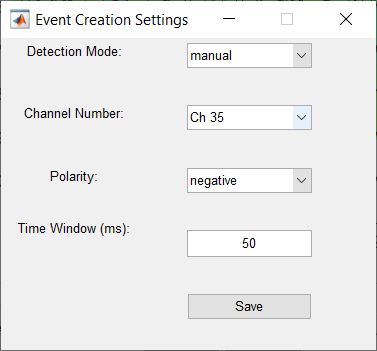 Event Creation Settings
Detection Mode: manual
Channel Number: Ch 35
Polarity: negative
Time Window (ms): 50
Save